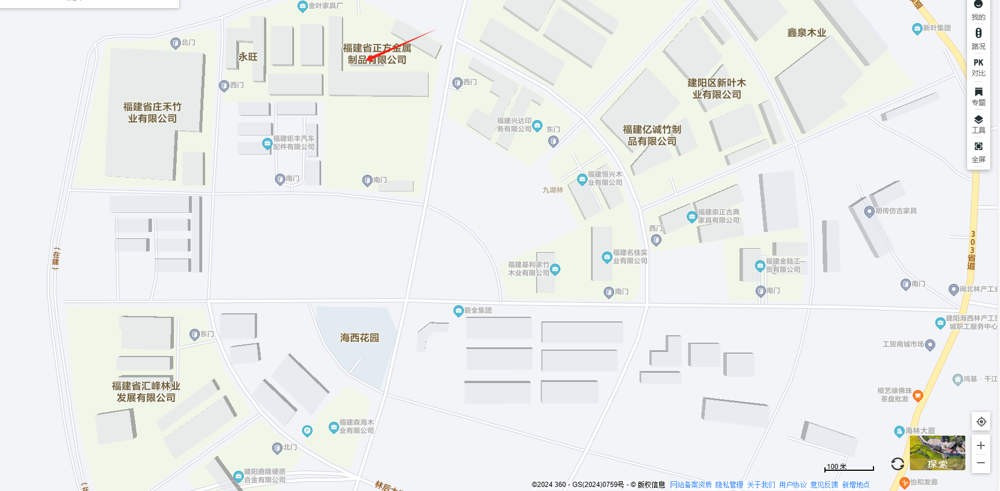 金叶家具厂
北门
永旺
福建省正方金属
制品有限公司
西门
西门
福建省庄禾竹
业有限公司
福建钜丰汽车
配件有限公司
南门
南门
福建兴达印
务有限公司
东门
建阳区新叶木
业有限公司
鑫泉木业
新叶集团
省道
我的
路况
PK
对比
专题
工具
全屏
福建亿诚竹制
品有限公司
福建恒兴木
业有限公司
九湖林
福建崇正古典
家具有限公司
西门
明传仿古家具
303省道
(在建)
福建名佳实
业有限公司
福建基利家竹
木业有限公司
南门
福建金陆工
贸有限公司
南门
南门
闽北林产工业
碧全集团
海西花园
建阳海西林产工贸
城职工服务中心
工贸商城市场
东门
福建省汇峰林业
发展有限公司
鸿基·千江
根艺缘佛珠
茶盘批发
福建森海木
业有限公司
P
北门
海林大厦
探索
建阳鑫隆硬质
合金有限公司
(在
林后大
100 米
怡和发廊
©2024 360 - GS(2024)0759号 - © 版权信息 网站备案资质 隐私管理 关于我们 用户协议 意见反馈 新增地点